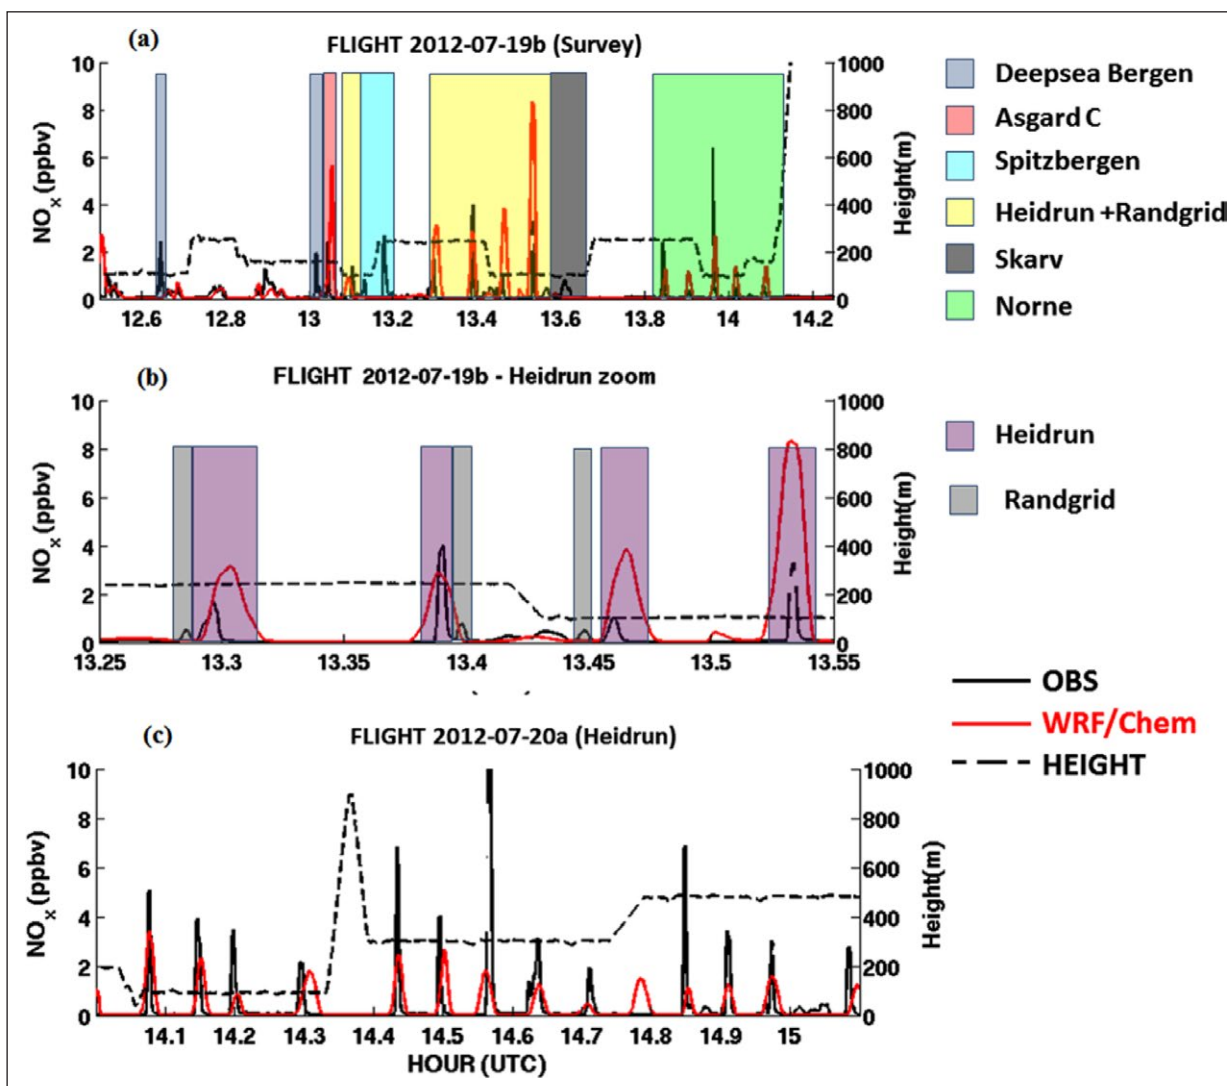 (a)
FLIGHT 2012-07-19b (Survey)
10 8 6 4 2 0
NOx (ppbv)
1000 800 600 400 200 0
Height(m)
12.6 12.8 13 13.2 13.4 13.6 13.8 14 14.2
Deepsea Bergen
Asgard C
Spitzbergen
Heidrun +Randgrid
Skarv
Norne
(b)
FLIGHT 2012-07-19b - Heidrun zoom
10 8 6 4 2 0
NOx (ppbv)
1000 800 600 400 200 0
Height(m)
13.25 13.3 13.35 13.4 13.45 13.5 13.55
Heidrun
Randgrid
OBS
WRF/Chem
HEIGHT
(c)
FLIGHT 2012-07-20a (Heidrun)
10 8 6 4 2 0
NOx (ppbv)
1000 800 600 400 200 0
Height(m)
14.1 14.2 14.3 14.4 14.5 14.6 14.7 14.8 14.9 15
HOUR (UTC)